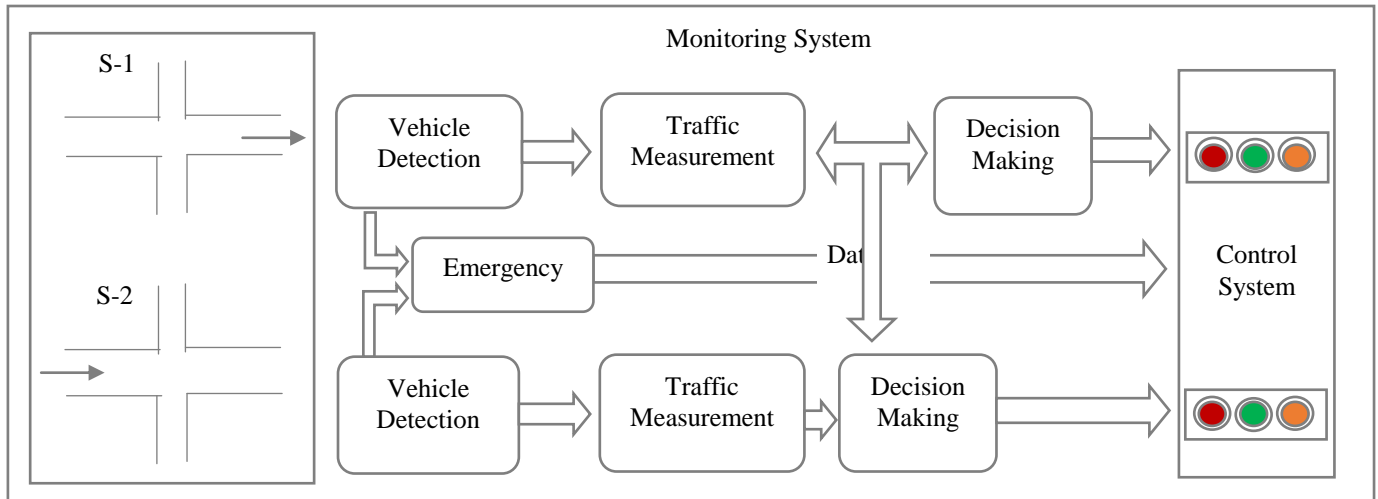 Monitoring System
S-1
Vehicle
Detection
Traffic
Measurement
Decision
Making
Emergency
Dat
Control
System
S-2
Vehicle
Detection
Traffic
Measurement
Decision
Making